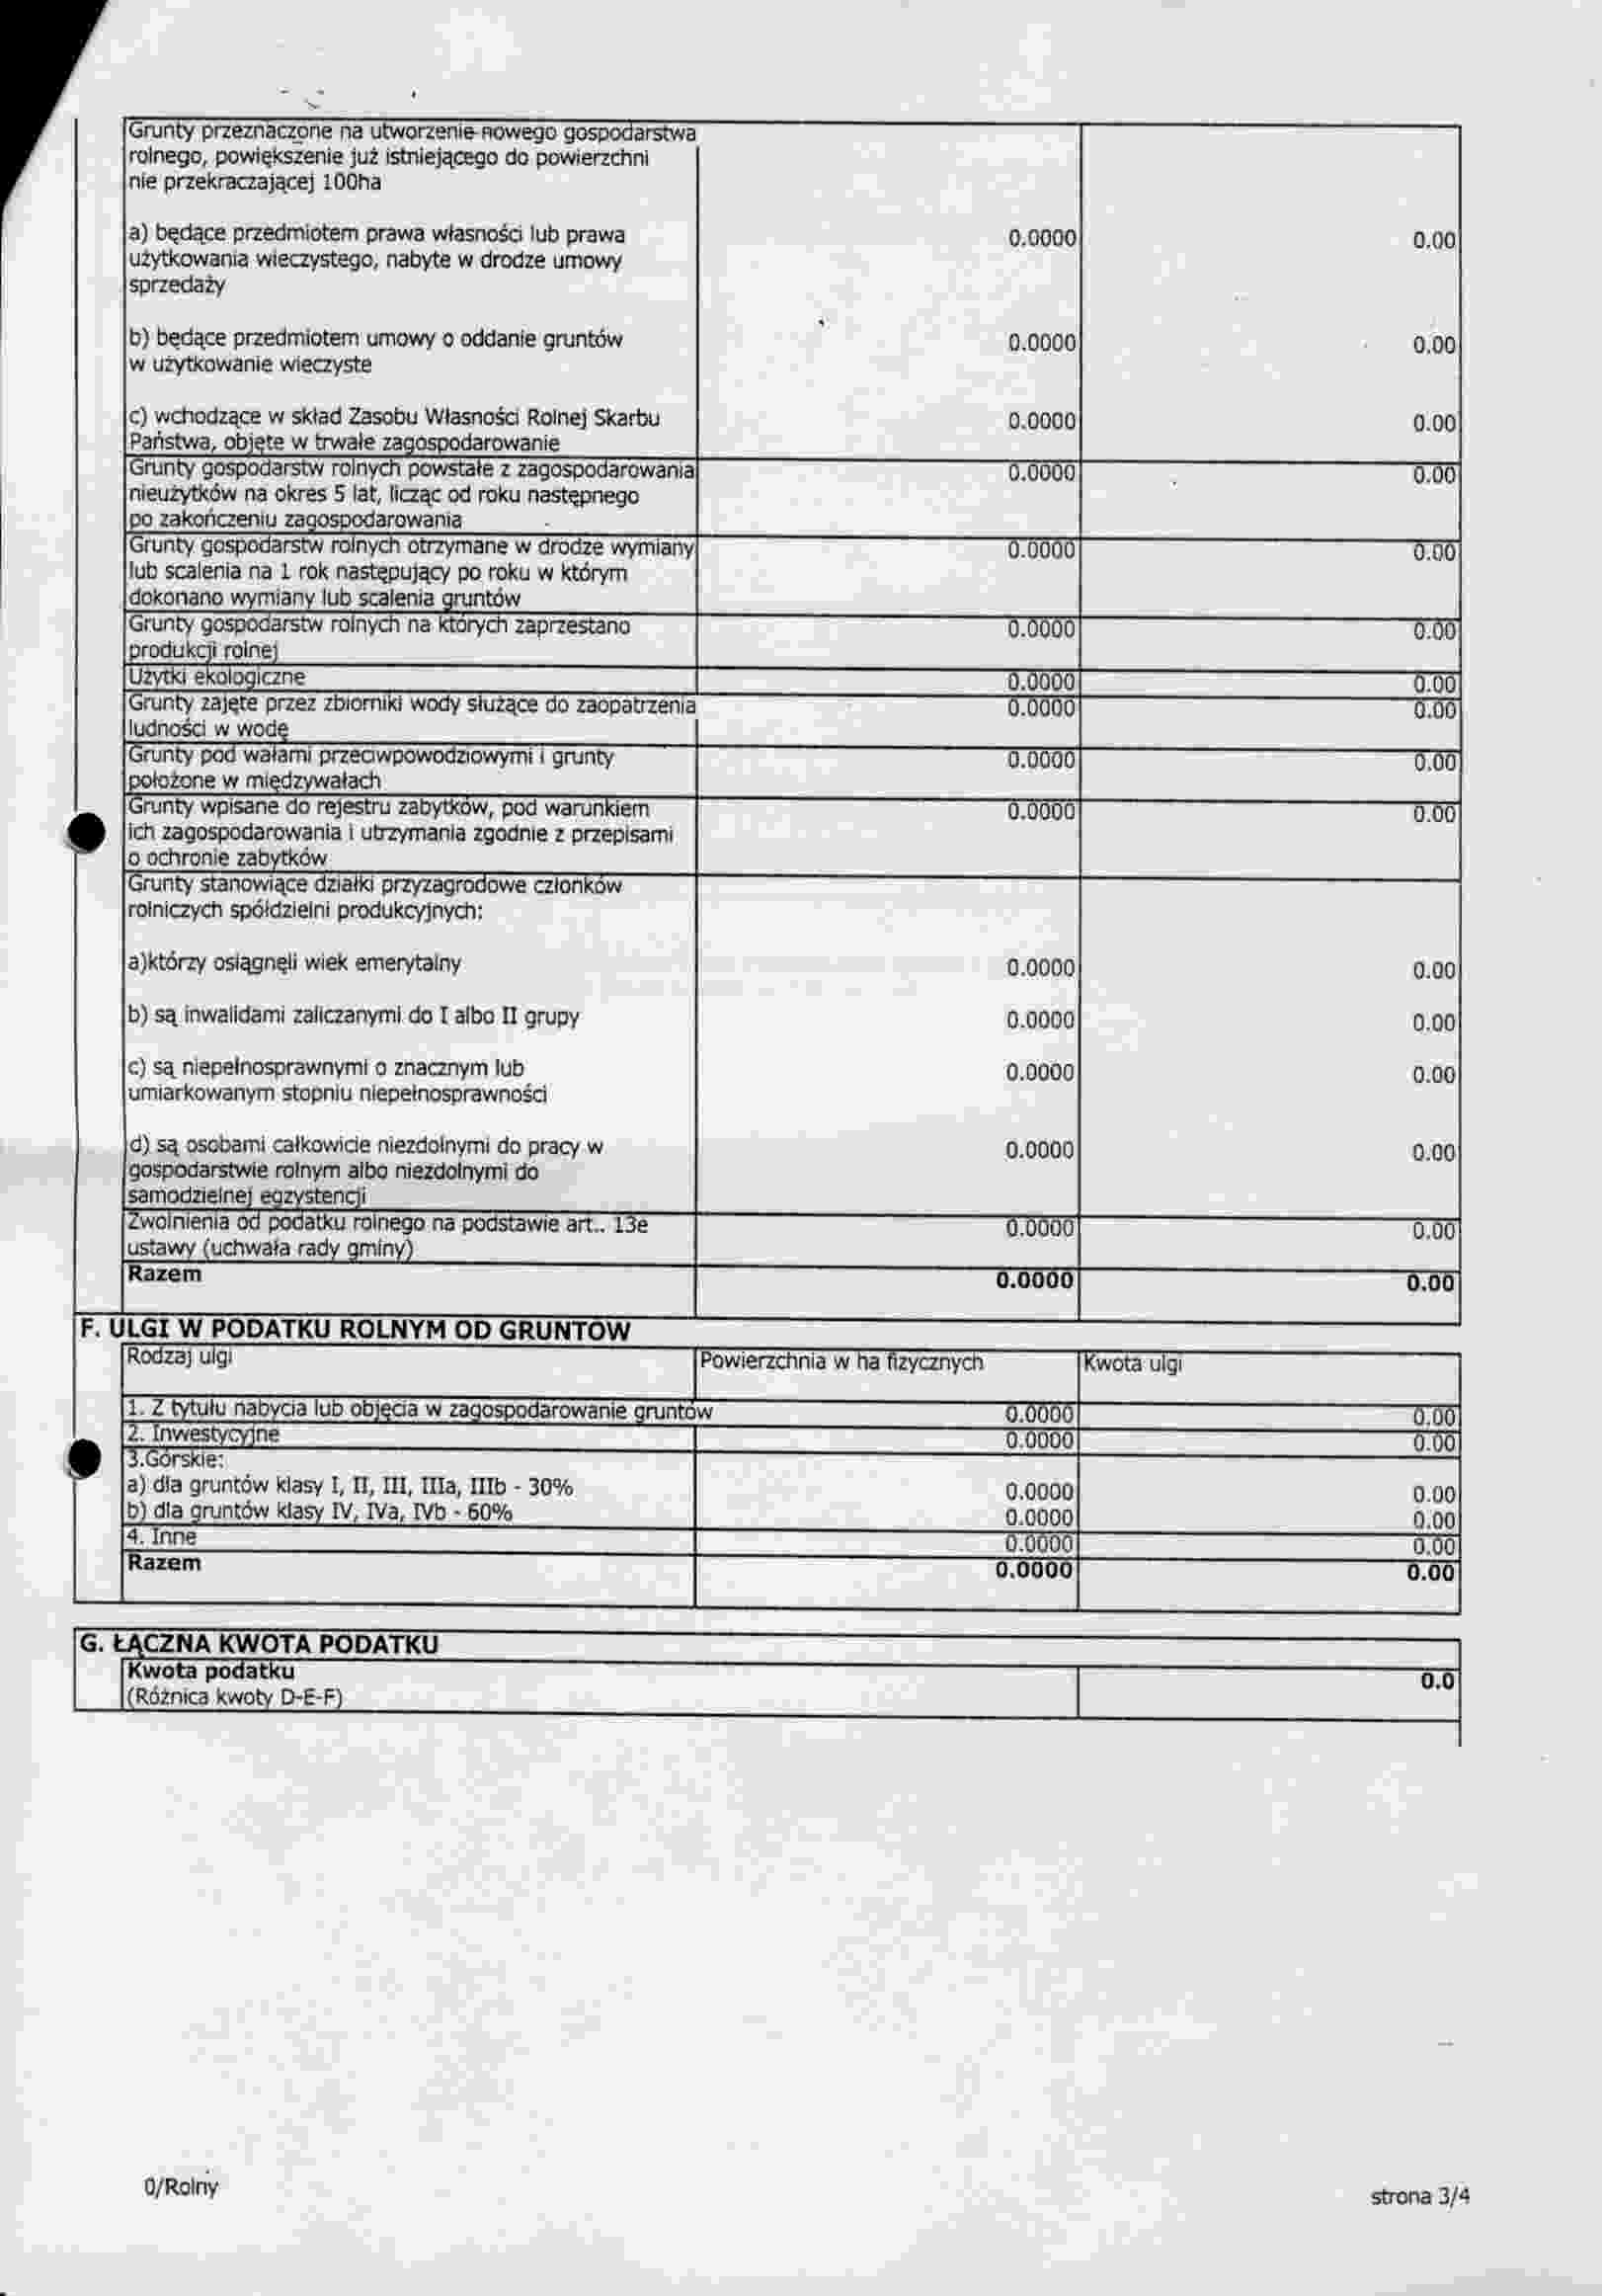 Grunty przeznaczone na utworzenie nowego gospodarstwa
rolnego, powiększenie już istniejącego do powierzchni
nie przekraczającej 100ha
a) będące przedmiotem prawa własności lub prawa 0.0000 0.00
użytkowania wieczystego, nabyte w drodze umowy
sprzedaży
b) będące przedmiotem umowy o oddanie gruntów 0.0000 0.00
w użytkowanie wieczyste
c) wchodzące w skład Zasobu Własności Rolnej Skarbu 0.0000 0.00
Państwa, objęte w trwałe zagospodarowanie
Grunty gospodarstw rolnych powstałe z zagospodarowania 0.0000 0.00
nieużytków na okres 5 lat, licząc od roku następnego
po zakończeniu zagospodarowania
Grunty gospodarstw rolnych otrzymane w drodze wymiany 0.0000 0.00
lub scalenia na 1 rok następujący po roku w którym
dokonano wymiany lub scalenia gruntów
Grunty gospodarstw rolnych na których zaprzestano 0.0000 0.00
produkcji rolnej
Użytki ekologiczne 0.0000 0.00
Grunty zajęte przez zbiorniki wody służące do zaopatrzenia 0.0000 0.00
ludności w wodę
Grunty pod wałami przeciwpowodziowymi i grunty 0.0000 0.00
położone w międzywałach
Grunty wpisane do rejestru zabytków, pod warunkiem 0.0000 0.00
ich zagospodarowania i utrzymania zgodnie z przepisami
o ochronie zabytków
Grunty stanowiące działki przyzagrodowe członków
rolniczych spółdzielni produkcyjnych:
a)którzy osiągnęli wiek emerytalny 0.0000 0.00
b) są inwalidami zaliczanymi do I albo II grupy 0.0000 0.00
c) są niepełnosprawnymi o znacznym lub 0.0000 0.00
umiarkowanym stopniu niepełnosprawności
d) są osobami całkowicie niezdolnymi do pracy w 0.0000 0.00
gospodarstwie rolnym albo niezdolnymi do
samodzielnej egzystencji
Zwolnienia od podatku rolnego na podstawie art.. 13e 0.0000 0.00
ustawy (uchwała rady gminy)
Razem 0.0000 0.00
F. ULGI W PODATKU ROLNYM OD GRUNTÓW
Rodzaj ulgi Powierzchnia w ha fizycznych Kwota ulgi
1. Z tytułu nabycia lub objęcia w zagospodarowanie gruntów 0.0000 0.00
2. Inwestycyjne 0.0000 0.00
3.Górskie:
a) dla gruntów klasy I, II, III, IIIa, IIIb - 30% 0.0000 0.00
b) dla gruntów klasy IV, IVa, IVb - 60% 0.0000 0.00
4. Inne 0.0000 0.00
Razem 0.0000 0.00
G. ŁĄCZNA KWOTA PODATKU
Kwota podatku 0.0
(Różnica kwoty D-E-F)
0/Rolny
strona 3/4